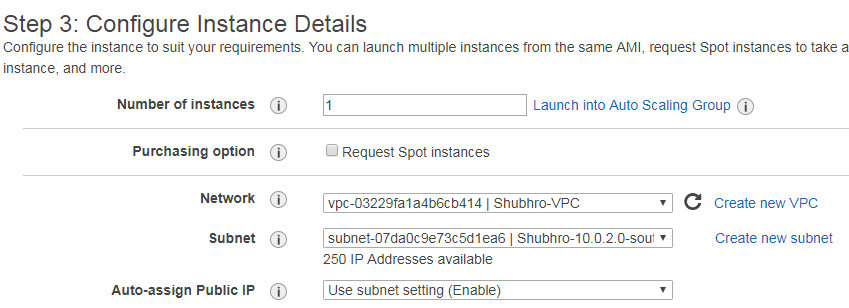 Step 3: Configure Instance Details
Configure the instance to suit your requirements. You can launch multiple instances from the same AMI, request Spot instances to take a
instance, and more.
Number of instances i 1 Launch into Auto Scaling Group i
Purchasing option i Request Spot instances
Network i vpc-03229fa1a4b6cb414 | Shubhro-VPC Create new VPC
Subnet i subnet-07da0c9e73c5d1ea6 | Shubhro-10.0.2.0-sout Create new subnet
250 IP Addresses available
Auto-assign Public IP i Use subnet setting (Enable)